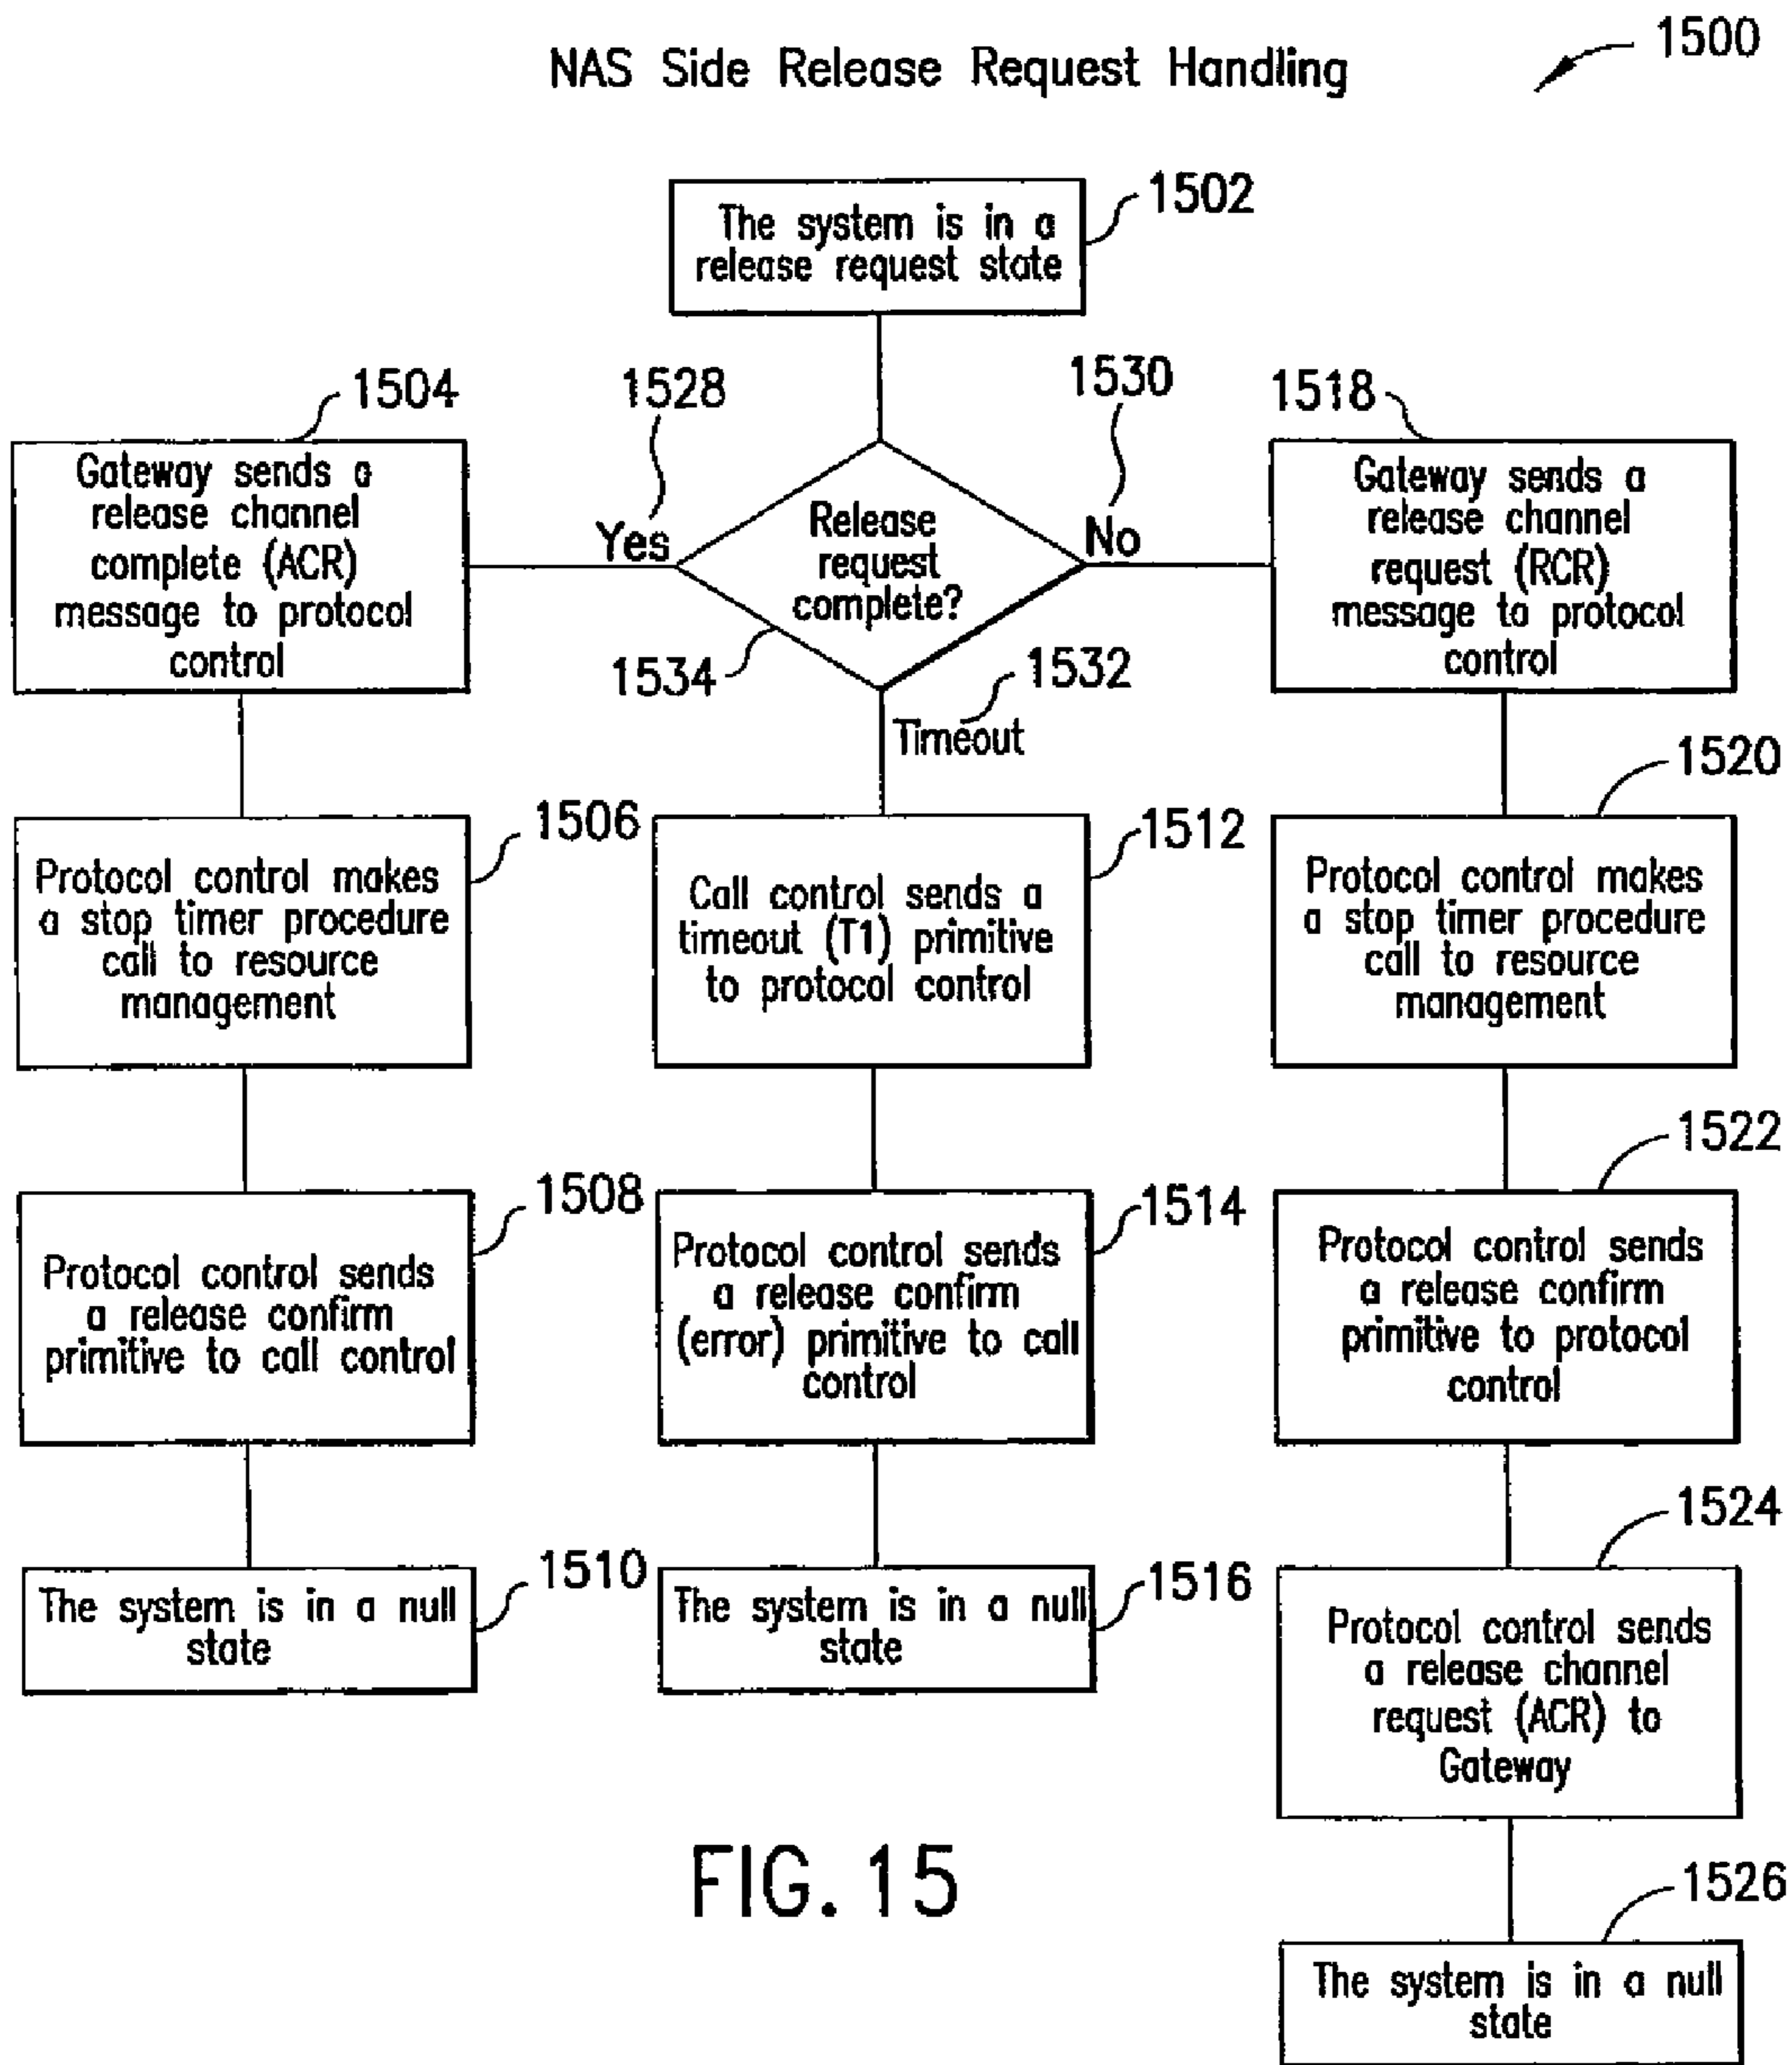 NAS Side Release Request Handling
1500
The system is in a
release request state
1502
1504
Gateway sends a
release channel
complete (ACR)
message to protocol
control
1528
Yes
Release
request
complete?
1534
1530
No
1532
Timeout
1518
Gateway sends a
release channel
request (RCR)
message to protocol
control
1506
Protocol control makes
a stop timer procedure
call to resource
management
1512
Call control sends a
timeout (T1) primitive
to protocol control
1520
Protocol control makes
a stop timer procedure
call to resource
management
1508
Protocol control sends
a release confirm
primitive to call control
1514
Protocol control sends
a release confirm
(error) primitive to call
control
1522
Protocol control sends
a release confirm
primitive to protocol
control
1510
The system is in a null
state
1516
The system is in a null
state
1524
Protocol control sends
a release channel
request (ACR) to
Gateway
1526
The system is in a null
state
FIG. 15